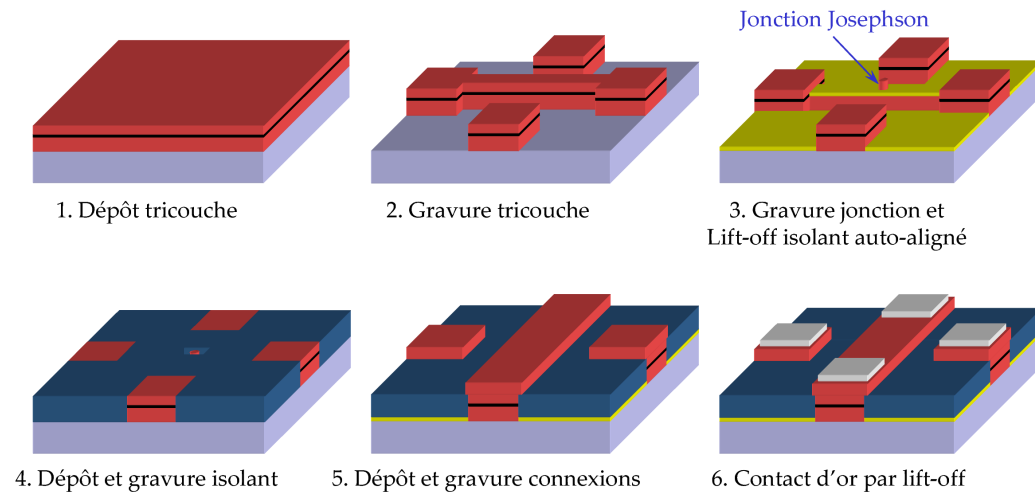 Jonction Josephson
1. Dépôt tricouche
2. Gravure tricouche
3. Gravure jonction et
Lift-off isolant auto-aligné
4. Dépôt et gravure isolant
5. Dépôt et gravure connexions
6. Contact d'or par lift-off